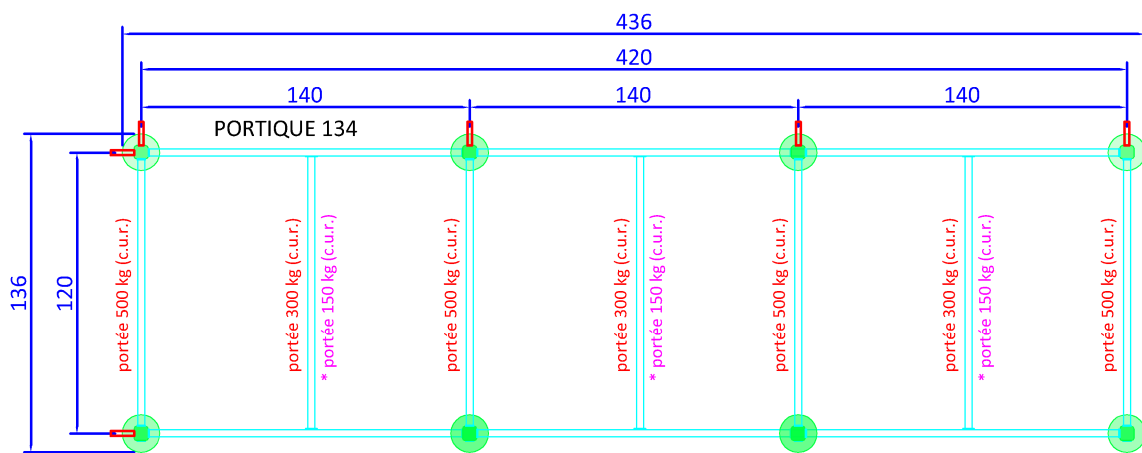 436
420
140
140
140
PORTIQUE 134
136
120
portée 500 kg (c.u.r.)
portée 300 kg (c.u.r.)
* portée 150 kg (c.u.r.)
portée 500 kg (c.u.r.)
portée 300 kg (c.u.r.)
* portée 150 kg (c.u.r.)
portée 500 kg (c.u.r.)
portée 300 kg (c.u.r.)
* portée 150 kg (c.u.r.)
portée 500 kg (c.u.r.)